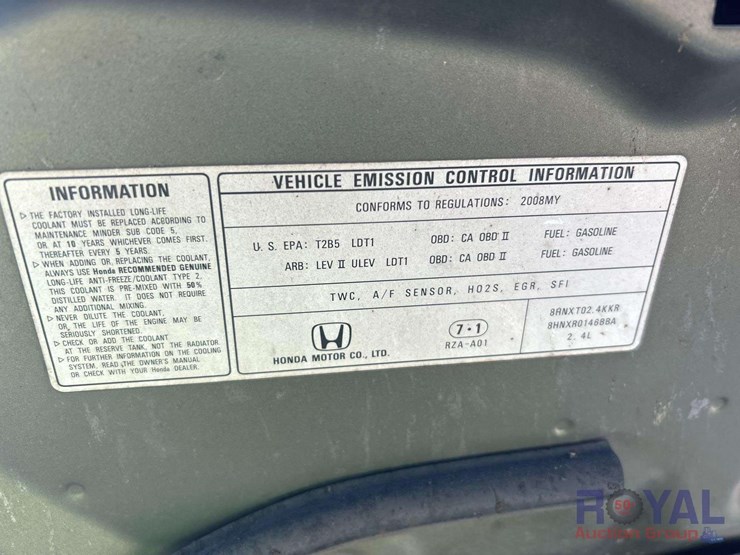 INFORMATION
▷ THE FACTORY INSTALLED LONG-LIFE
COOLANT MUST BE REPLACED ACCORDING TO
MAINTENANCE MINDER SUB CODE 5,
OR AT 10 YEARS WHICHEVER COMES FIRST.
THEREAFTER EVERY 5 YEARS.
▷ WHEN ADDING OR REPLACING THE COOLANT,
ALWAYS USE Honda RECOMMENDED GENUINE
LONG-LIFE ANTI-FREEZE/COOLANT TYPE 2.
THIS COOLANT IS PRE-MIXED WITH 50%
DISTILLED WATER. IT DOES NOT REQUIRE
ANY ADDITIONAL MIXING.
▷ NEVER DILUTE THE COOLANT,
OR, THE LIFE OF THE ENGINE MAY BE
SERIOUSLY SHORTENED.
▷ CHECK OR ADD THE COOLANT
AT THE RESERVE TANK, NOT THE RADIATOR
▷ FOR FURTHER INFORMATION ON THE COOLING
SYSTEM, READ THE OWNER'S MANUAL
OR CHECK WITH YOUR Honda DEALER.
VEHICLE EMISSION CONTROL INFORMATION
CONFORMS TO REGULATIONS: 2008MY
U. S. EPA: T2B5 LDT1 OBD: CA OBD II FUEL: GASOLINE
ARB: LEV II ULEV LDT1 OBD: CA OBD II FUEL: GASOLINE
TWC, A/F SENSOR, HO2S, EGR, SFI
HONDA MOTOR CO., LTD.
7・1
RZA-A01
8HNXT02.4KKR
8HNXR0146BBA
2. 4L
ROYAL
Auction Group